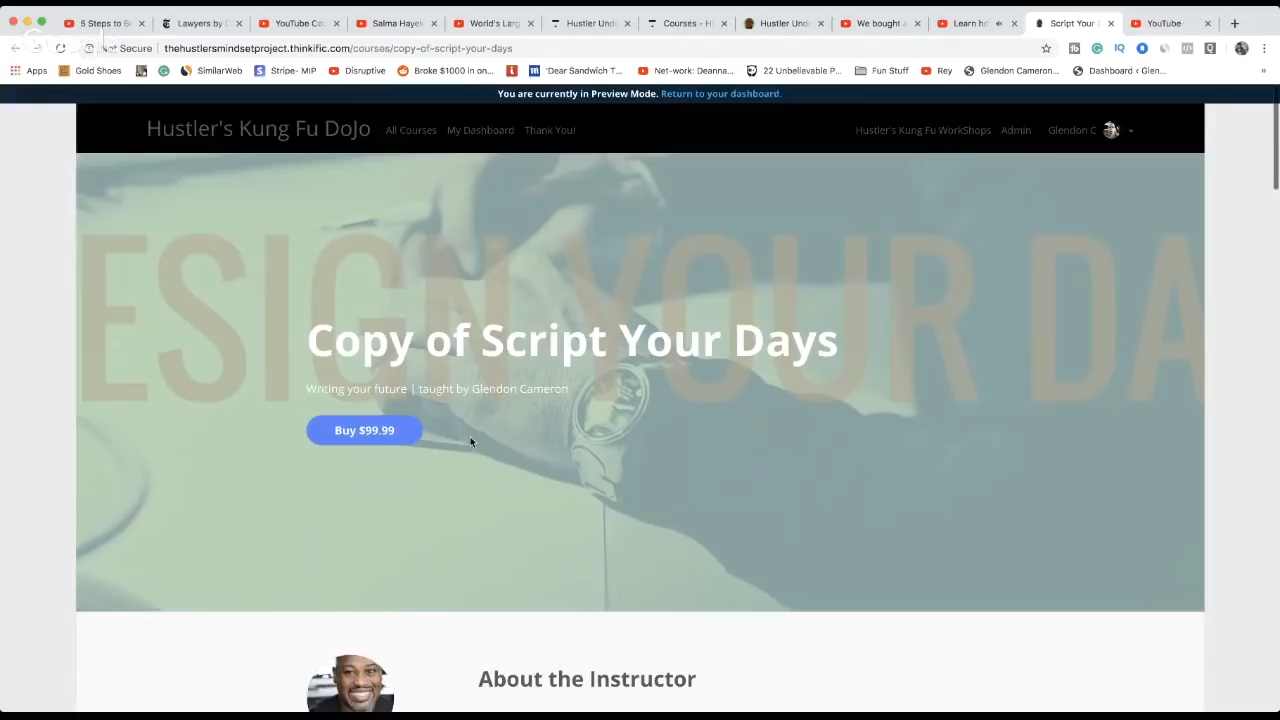 5 Steps to Br
Lawyers by D
YouTube Cou
Salma Hayek
World's Larg
Hustler Unde
Courses – H
Hustler Unde
We bought a
Learn ho
Script Your D
YouTube
Not Secure
thehustlersmindsetproject.thinkific.com/courses/copy-of-script-your-days
Apps
Gold Shoes
SimilarWeb
Stripe- MIP
Disruptive
Broke $1000 in on...
'Dear Sandwich T...
Net-work: Deanna...
22 Unbelievable P...
Fun Stuff
Rey
Glendon Cameron...
Dashboard ‹ Glen...
You are currently in Preview Mode. Return to your dashboard.
Hustler's Kung Fu DoJo
All Courses
My Dashboard
Thank You!
Hustler's Kung Fu WorkShops
Admin
Glendon C
ESIGN YOUR DA
Copy of Script Your Days
Writing your future | taught by Glendon Cameron
Buy $99.99
About the Instructor